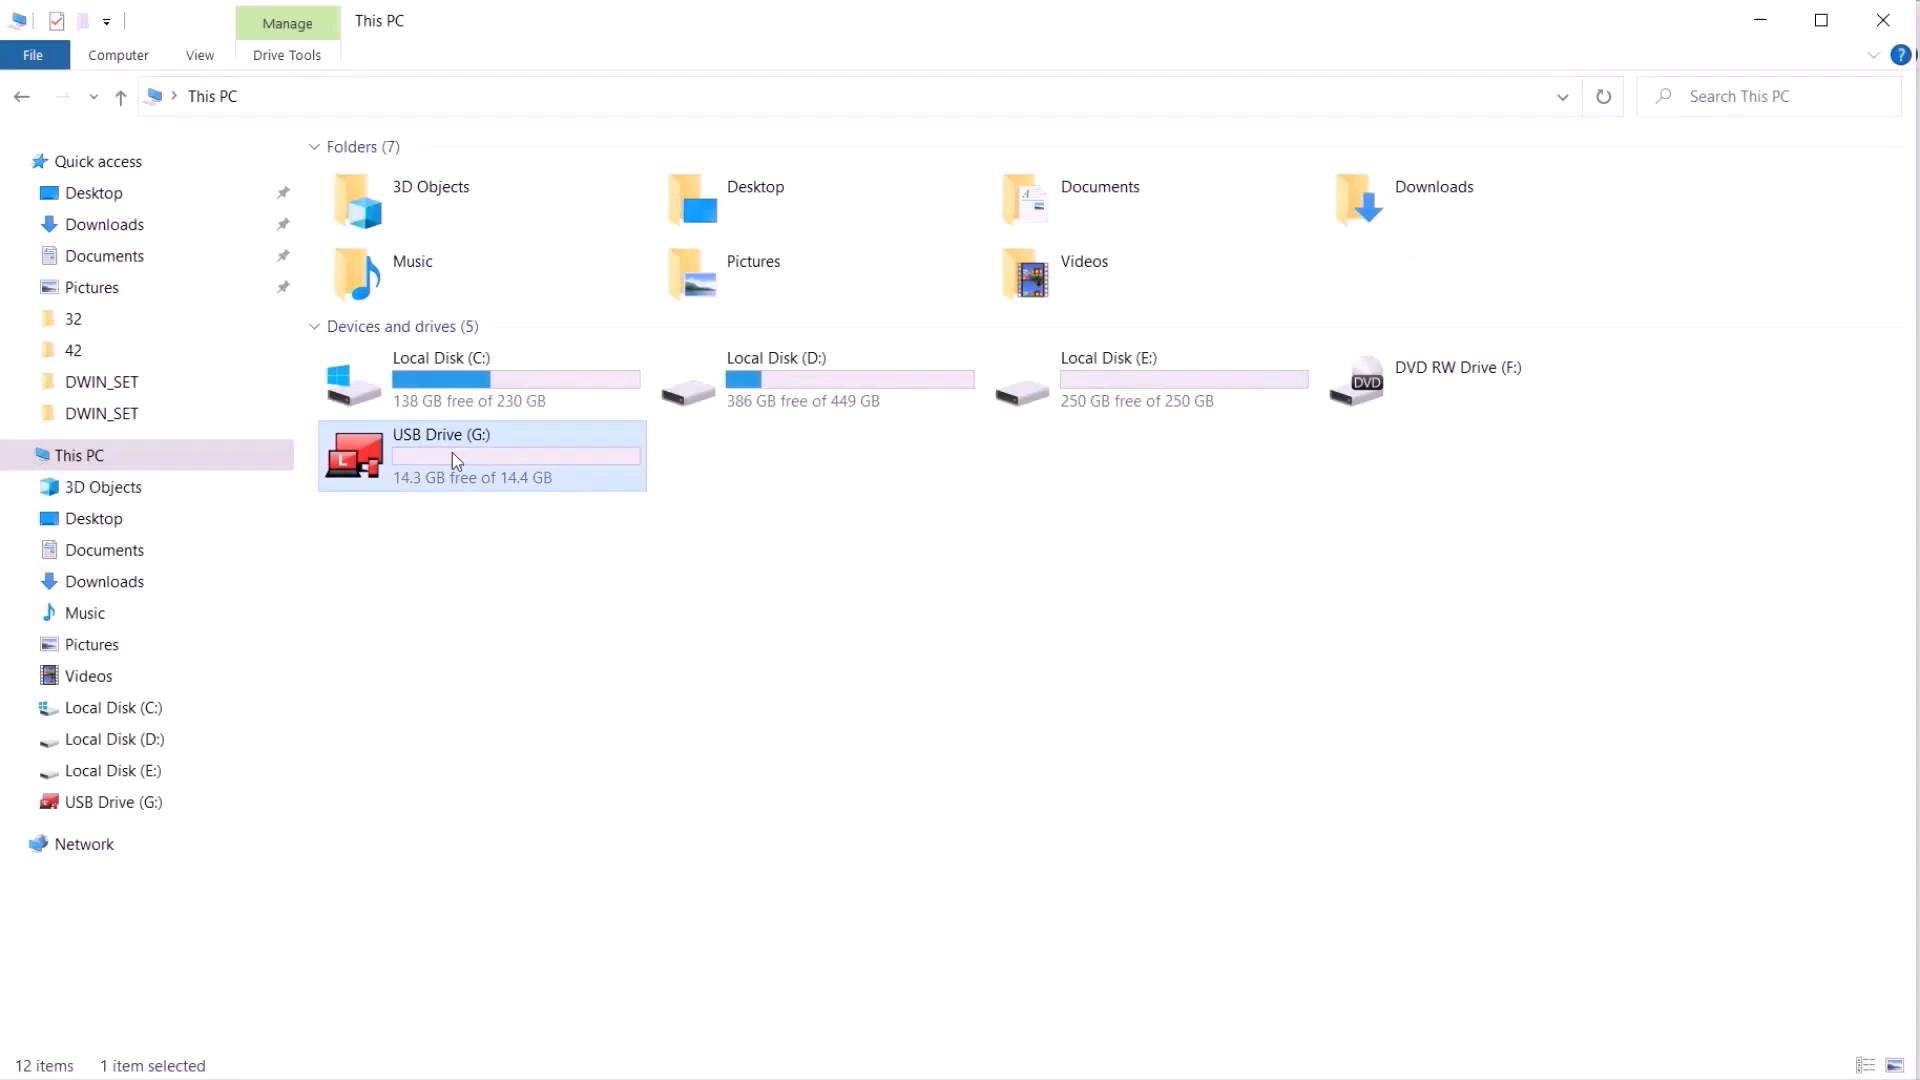 Manage
This PC
File
Computer
View
Drive Tools
?
This PC
Search This PC
Quick access
Desktop
Downloads
Documents
Pictures
32
42
DWIN_SET
DWIN_SET
This PC
3D Objects
Desktop
Documents
Downloads
Music
Pictures
Videos
Local Disk (C:)
Local Disk (D:)
Local Disk (E:)
USB Drive (G:)
Network
Folders (7)
3D Objects
Desktop
Documents
Downloads
Music
Pictures
Videos
Devices and drives (5)
Local Disk (C:)
138 GB free of 230 GB
Local Disk (D:)
386 GB free of 449 GB
Local Disk (E:)
250 GB free of 250 GB
DVD
DVD RW Drive (F:)
L
USB Drive (G:)
14.3 GB free of 14.4 GB
12 items
1 item selected